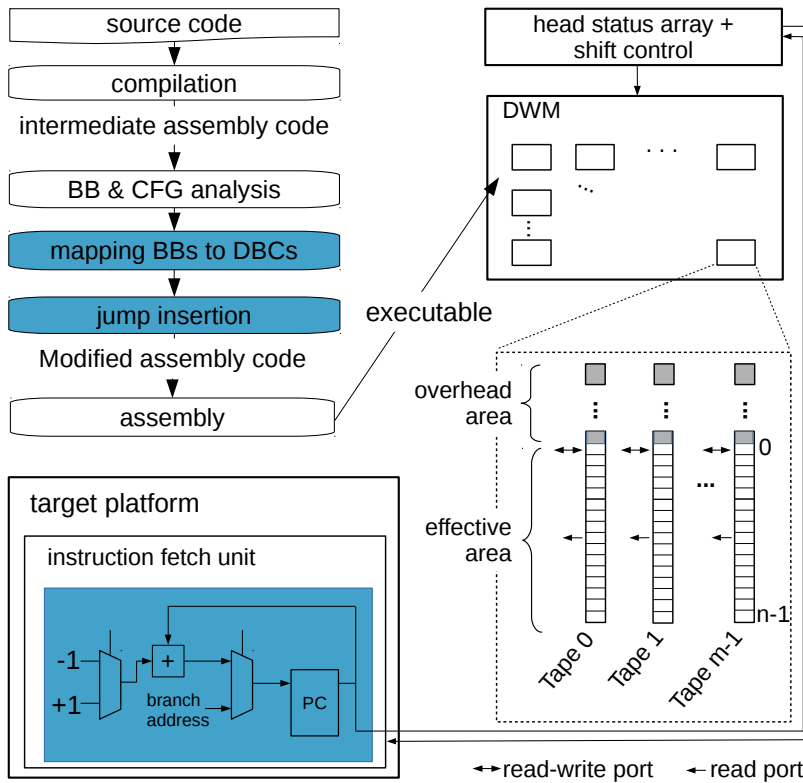 source code
compilation
intermediate assembly code
BB & CFG analysis
mapping BBs to DBCs
jump insertion
Modified assembly code
assembly
executable
head status array +
shift control
DWM
. . .
...
...
overhead
area
effective
area
0
n-1
...
Tape 0
Tape 1
Tape m-1
target platform
instruction fetch unit
-1
+1
+
branch
address
PC
read-write port
read port